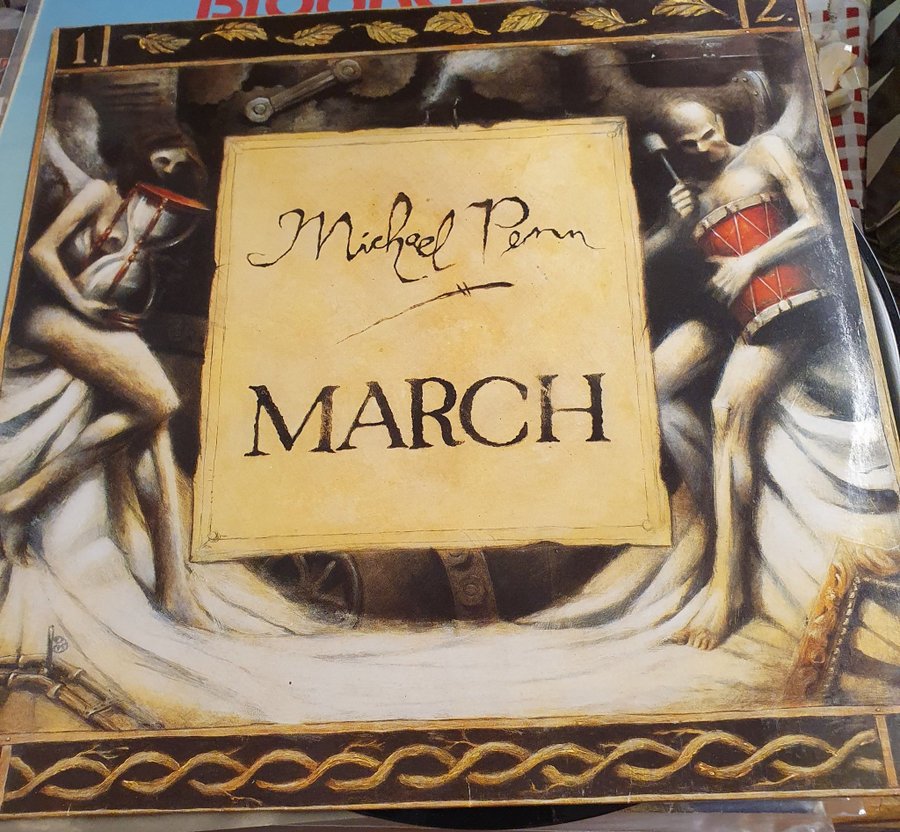 1.
2.
Michael Penn
MARCH